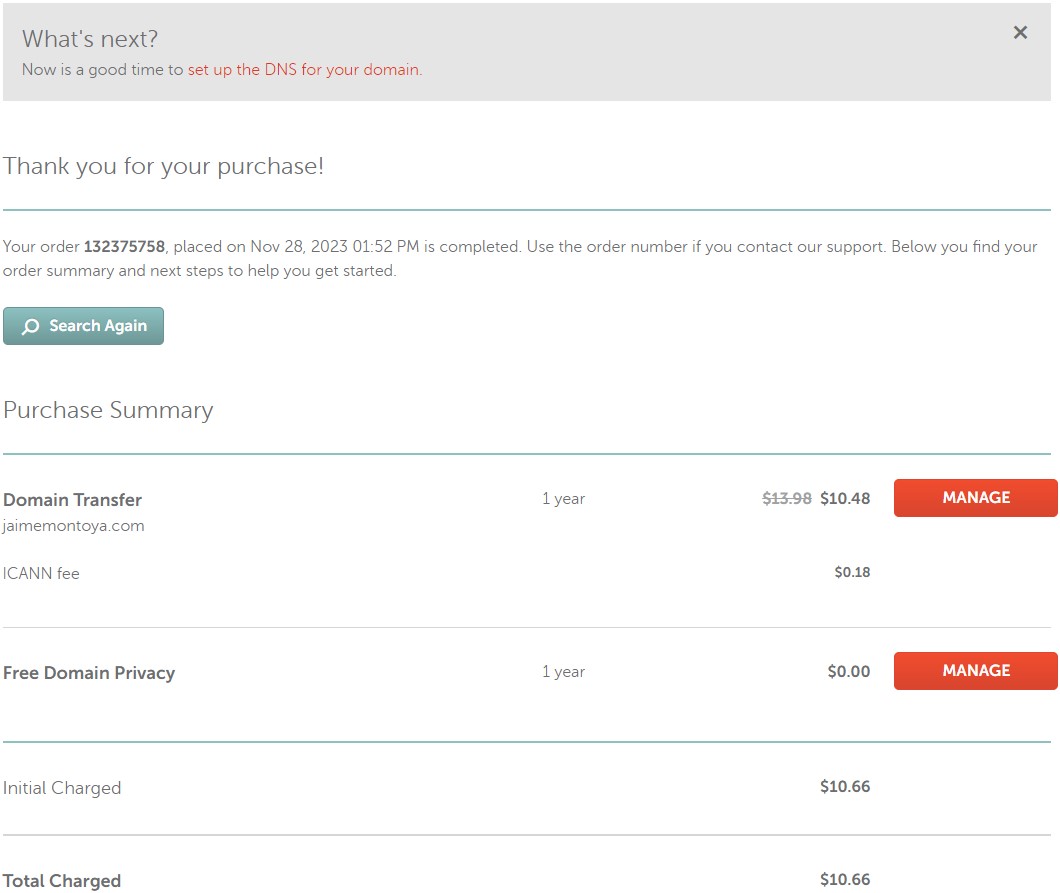 What's next?
Now is a good time to set up the DNS for your domain.
Thank you for your purchase!
Your order 132375758, placed on Nov 28, 2023 01:52 PM is completed. Use the order number if you contact our support. Below you find your
order summary and next steps to help you get started.
Search Again
Purchase Summary
Domain Transfer 1 year $13.98 $10.48 MANAGE
jaimemontoya.com
ICANN fee $0.18
Free Domain Privacy 1 year $0.00 MANAGE
Initial Charged $10.66
Total Charged $10.66